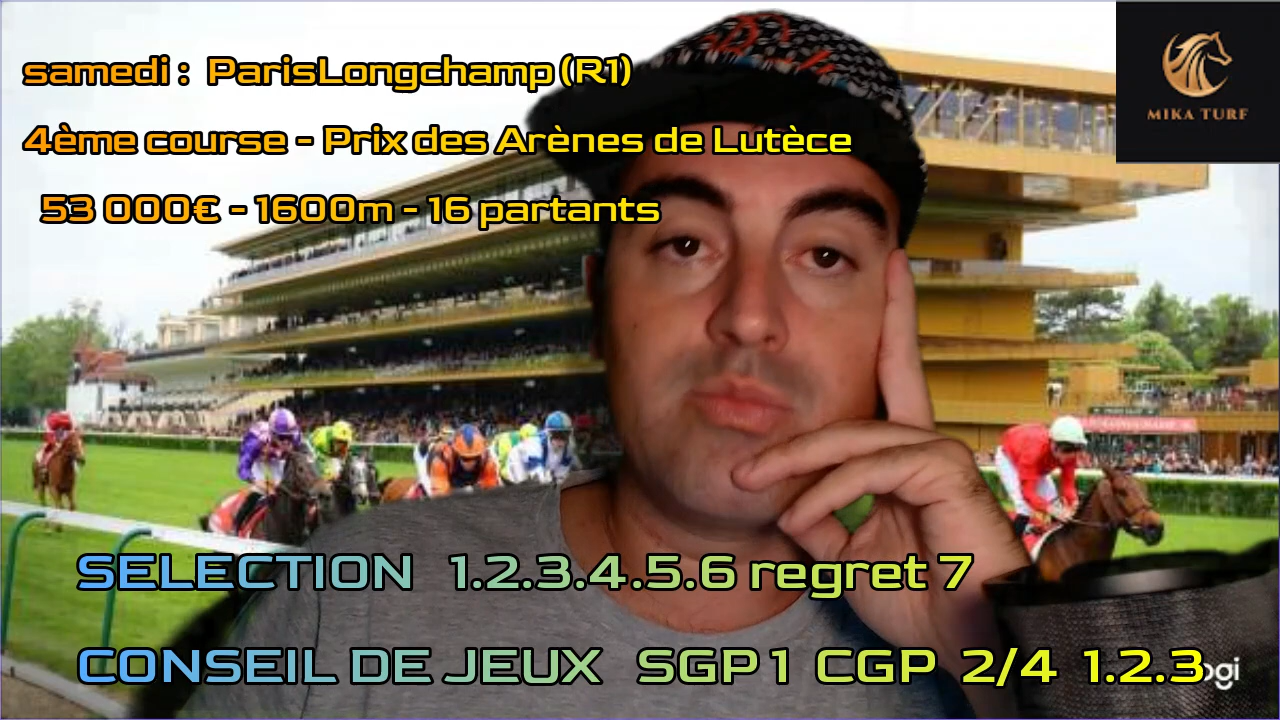 samedi : ParisLongchamp (R1)
MIKA TURF
4ème course - Prix des Arènes de Lutèce
53 000€ - 1600m - 16 partants
SELECTION 1.2.3.4.5.6 regret 7
CONSEIL DE JEUX SGP 1 CGP 2/4 1.2.3